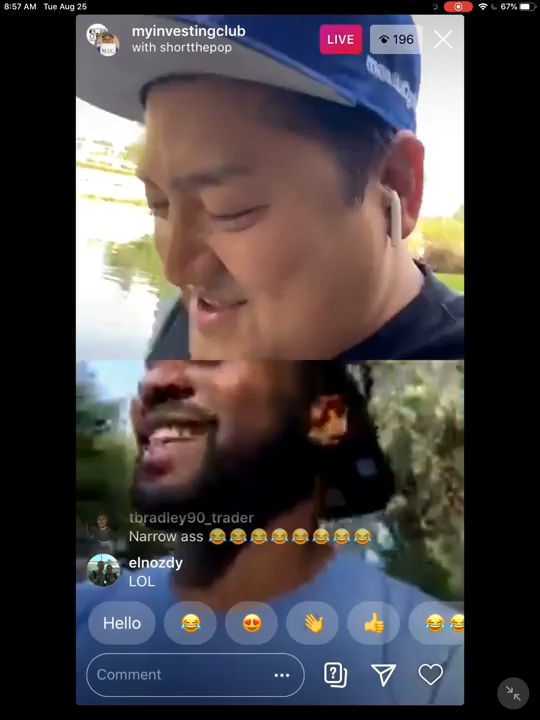 8:57 AM Tue Aug 25
67%
myinvestingclub
with shortthepop
LIVE
196
tbradley90_trader
Narrow ass 😂😂😂😂😂😂😂😂
elnozdy
LOL
Hello
Comment